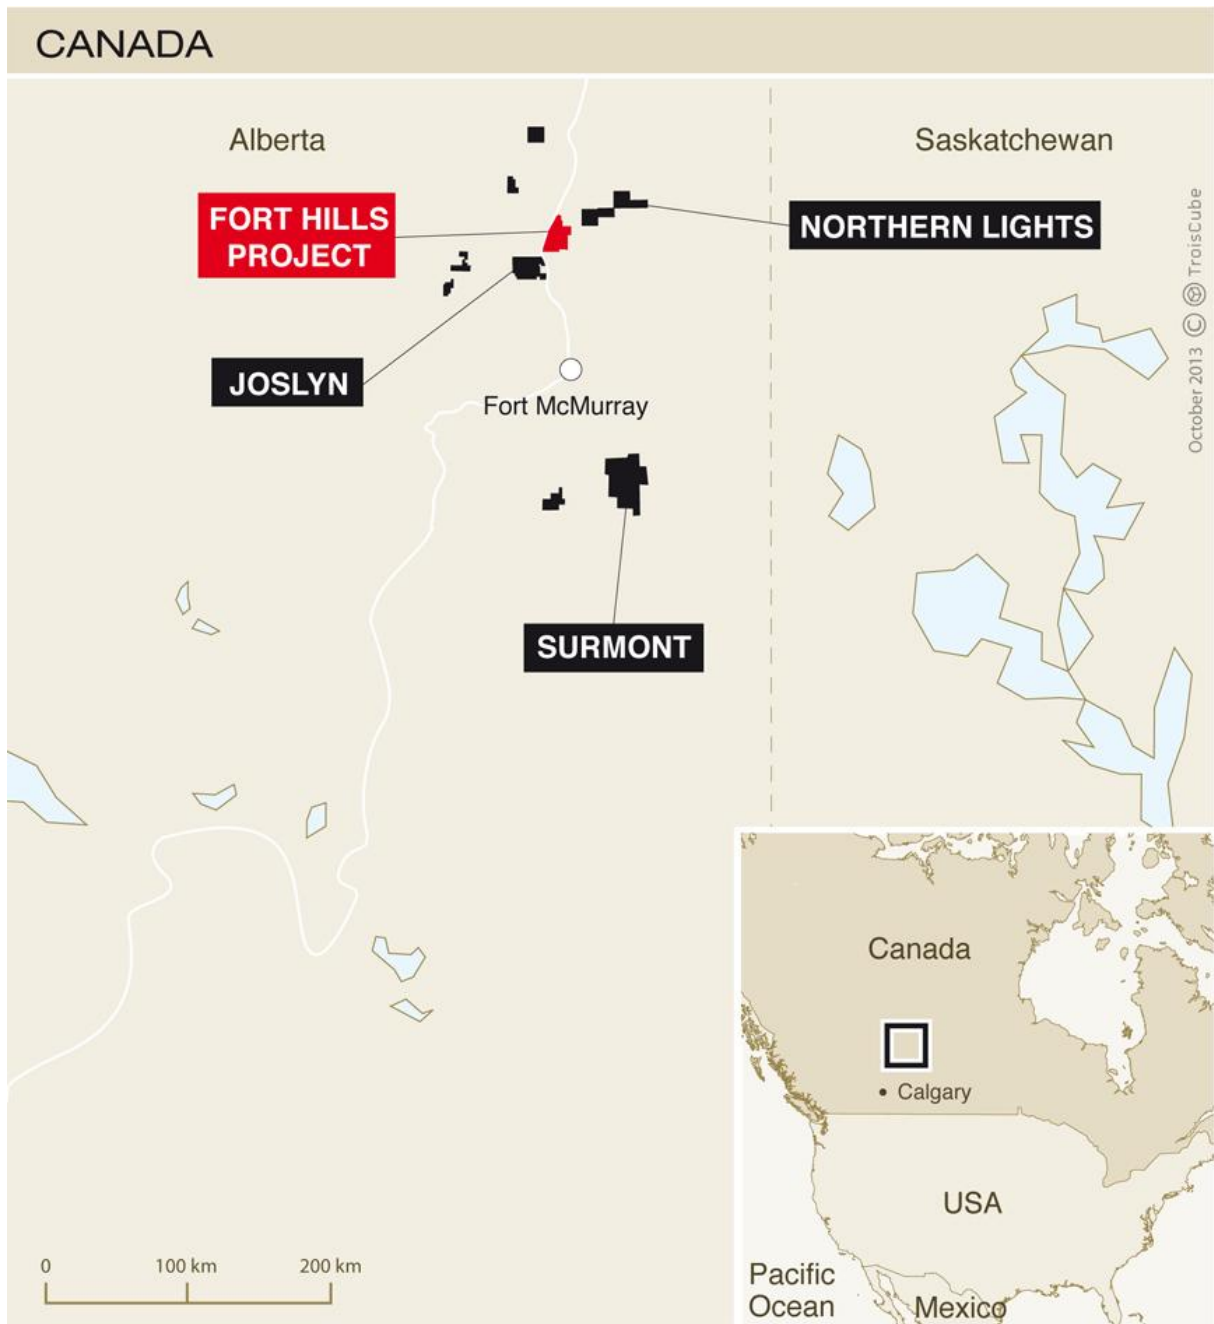 CANADA
Alberta
Saskatchewan
FORT HILLS
PROJECT
NORTHERN LIGHTS
JOSLYN
Fort McMurray
SURMONT
October 2013 © TroisCube
Canada
Calgary
USA
Pacific
Ocean
Mexico
0 100 km 200 km